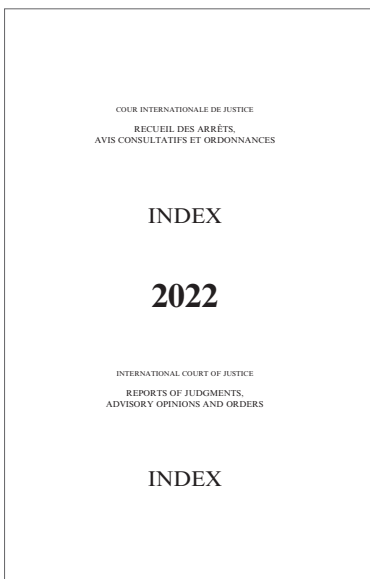 COUR INTERNATIONALE DE JUSTICE
RECUEIL DES ARRÊTS,
AVIS CONSULTATIFS ET ORDONNANCES
INDEX
2022
INTERNATIONAL COURT OF JUSTICE
REPORTS OF JUDGMENTS,
ADVISORY OPINIONS AND ORDERS
INDEX